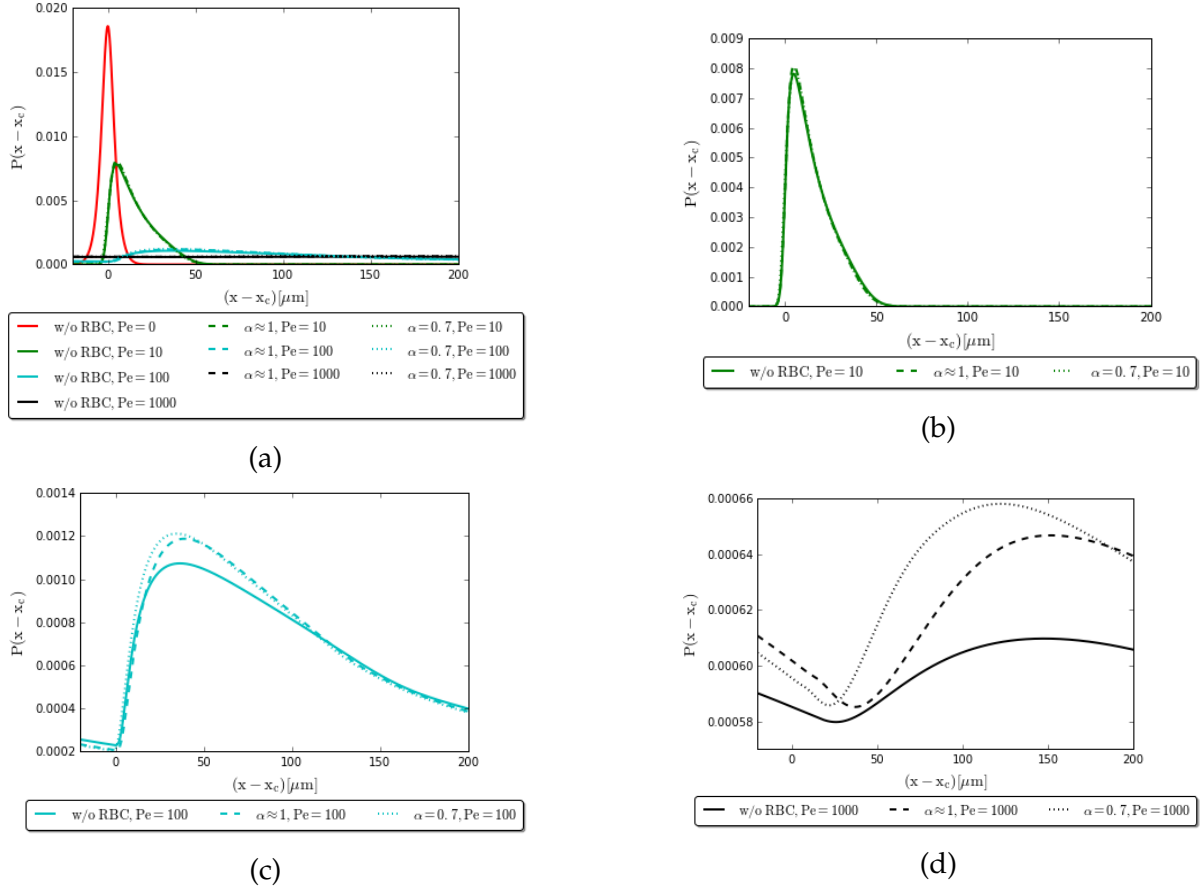 0.020
0.015
0.010
0.005
0.000
P(x − x_c)
0 50 100 150 200
(x − x_c)[μm]
w/o RBC, Pe = 0
w/o RBC, Pe = 10
w/o RBC, Pe = 100
w/o RBC, Pe = 1000
α≈1, Pe = 10
α≈1, Pe = 100
α≈1, Pe = 1000
α = 0.7, Pe = 10
α = 0.7, Pe = 100
α = 0.7, Pe = 1000
(a)
0.009
0.008
0.007
0.006
0.005
0.004
0.003
0.002
0.001
0.000
P(x − x_c)
0 50 100 150 200
(x − x_c)[μm]
w/o RBC, Pe = 10 α≈1, Pe = 10 α = 0.7, Pe = 10
(b)
0.0014
0.0012
0.0010
0.0008
0.0006
0.0004
0.0002
P(x − x_c)
0 50 100 150 200
(x − x_c)[μm]
w/o RBC, Pe = 100 α≈1, Pe = 100 α = 0.7, Pe = 100
(c)
0.00066
0.00064
0.00062
0.00060
0.00058
P(x − x_c)
0 50 100 150 200
(x − x_c)[μm]
w/o RBC, Pe = 1000 α≈1, Pe = 1000 α = 0.7, Pe = 1000
(d)